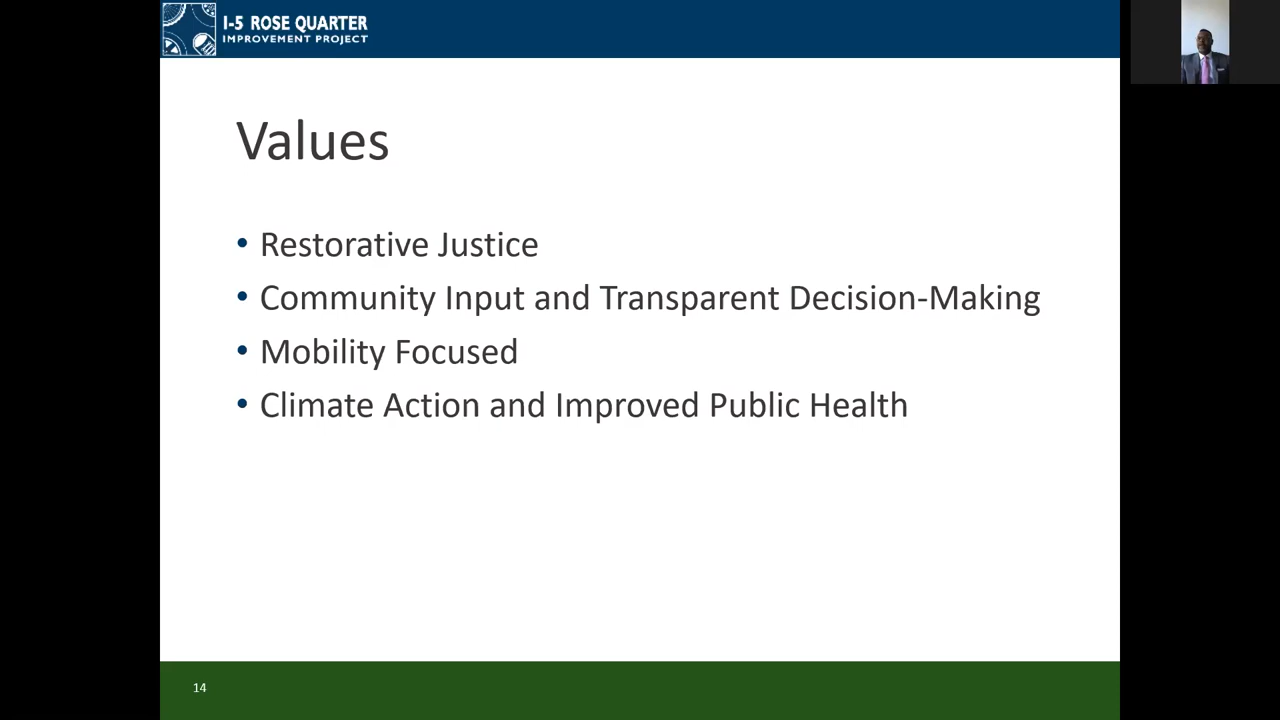 I-5 ROSE QUARTER
IMPROVEMENT PROJECT
Values
• Restorative Justice
• Community Input and Transparent Decision-Making
• Mobility Focused
• Climate Action and Improved Public Health
14